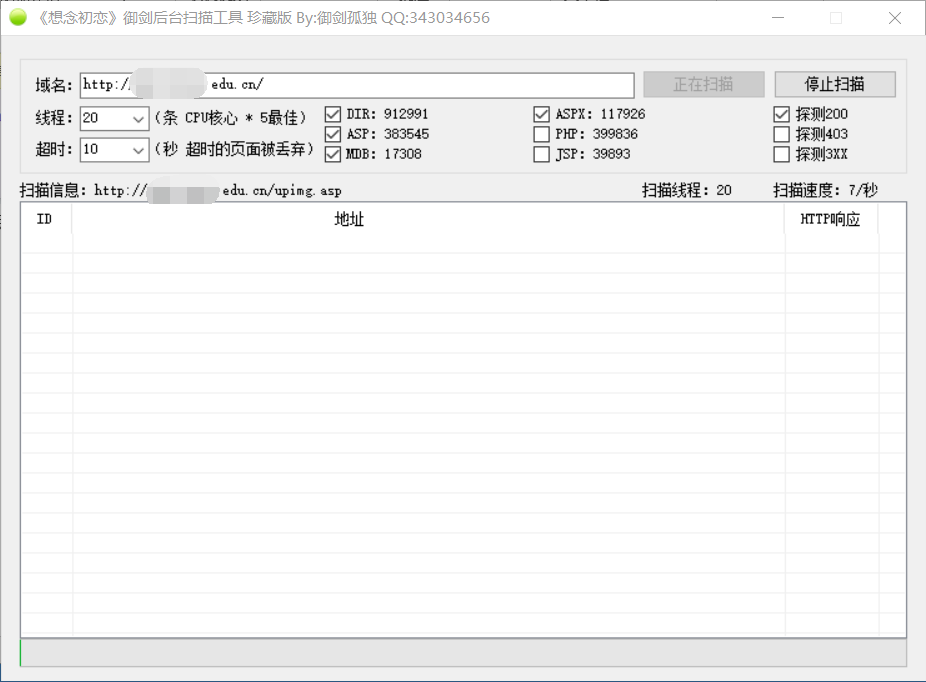 《想念初恋》御剑后台扫描工具 珍藏版 By:御剑孤独 QQ:343034656
域名: http:// edu.cn/ 正在扫描 停止扫描
线程: 20 (条 CPU核心 * 5最佳) DIR: 912991 ASPX: 117926 探测200
ASP: 383545 PHP: 399836 探测403
超时: 10 (秒 超时的页面被丢弃) MDB: 17308 JSP: 39893 探测3XX
扫描信息: http:// edu.cn/upimg.asp 扫描线程: 20 扫描速度: 7/秒
ID 地址 HTTP响应